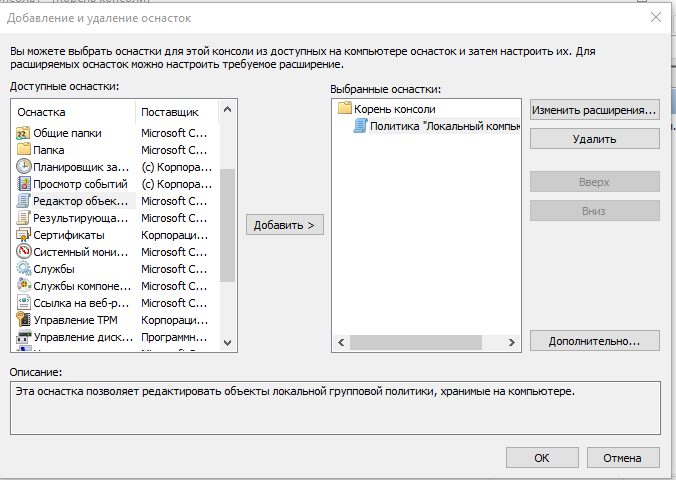 Добавление и удаление оснасток
Вы можете выбрать оснастки для этой консоли из доступных на компьютере оснасток и затем настроить их. Для
расширяемых оснасток можно настроить требуемое расширение.
Доступные оснастки:
Оснастка Поставщик
Общие папки Microsoft C...
Папка Microsoft C...
Планировщик за... (c) Корпора...
Просмотр событий (c) Корпора...
Редактор объек... Microsoft C...
Результирующа... Microsoft C...
Сертификаты Корпораци...
Системный мони... Microsoft C...
Службы Microsoft C...
Службы компоне... Microsoft C...
Ссылка на веб-р... Microsoft C...
Управление ТРМ Корпораци...
Управление диск... Программн...
Добавить >
Выбранные оснастки:
Корень консоли
Политика "Локальный компьк
Изменить расширения...
Удалить
Вверх
Вниз
Дополнительно...
Описание:
Эта оснастка позволяет редактировать объекты локальной групповой политики, хранимые на компьютере.
OK
Отмена